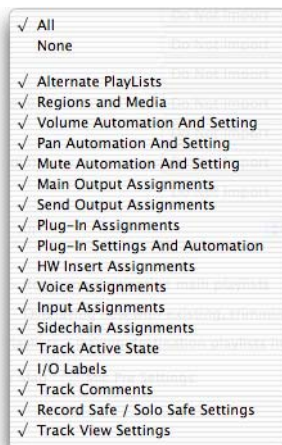 √ All
None
√ Alternate PlayLists
√ Regions and Media
√ Volume Automation And Setting
√ Pan Automation And Setting
√ Mute Automation And Setting
√ Main Output Assignments
√ Send Output Assignments
√ Plug-In Assignments
√ Plug-In Settings And Automation
√ HW Insert Assignments
√ Voice Assignments
√ Input Assignments
√ Sidechain Assignments
√ Track Active State
√ I/O Labels
√ Track Comments
√ Record Safe / Solo Safe Settings
√ Track View Settings